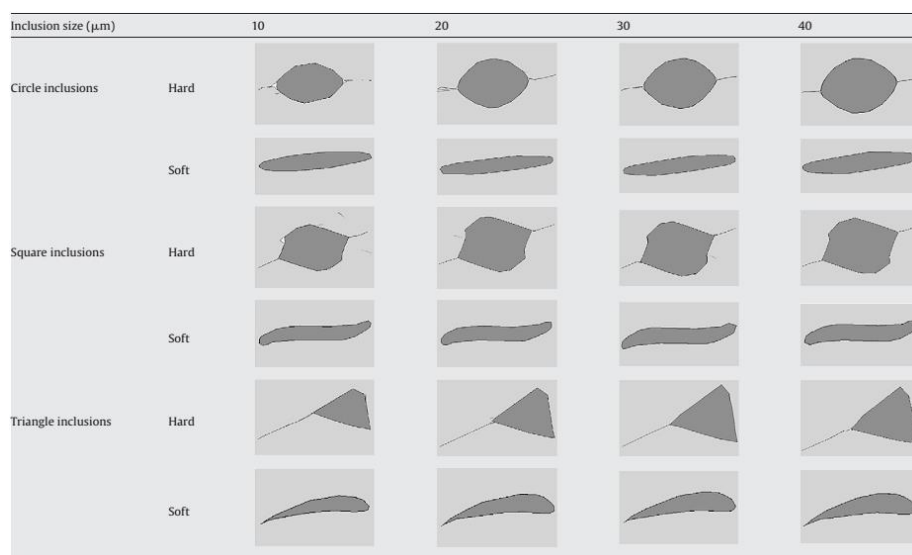 Inclusion size (μm) 10 20 30 40
Circle inclusions Hard
Soft
Square inclusions Hard
Soft
Triangle inclusions Hard
Soft